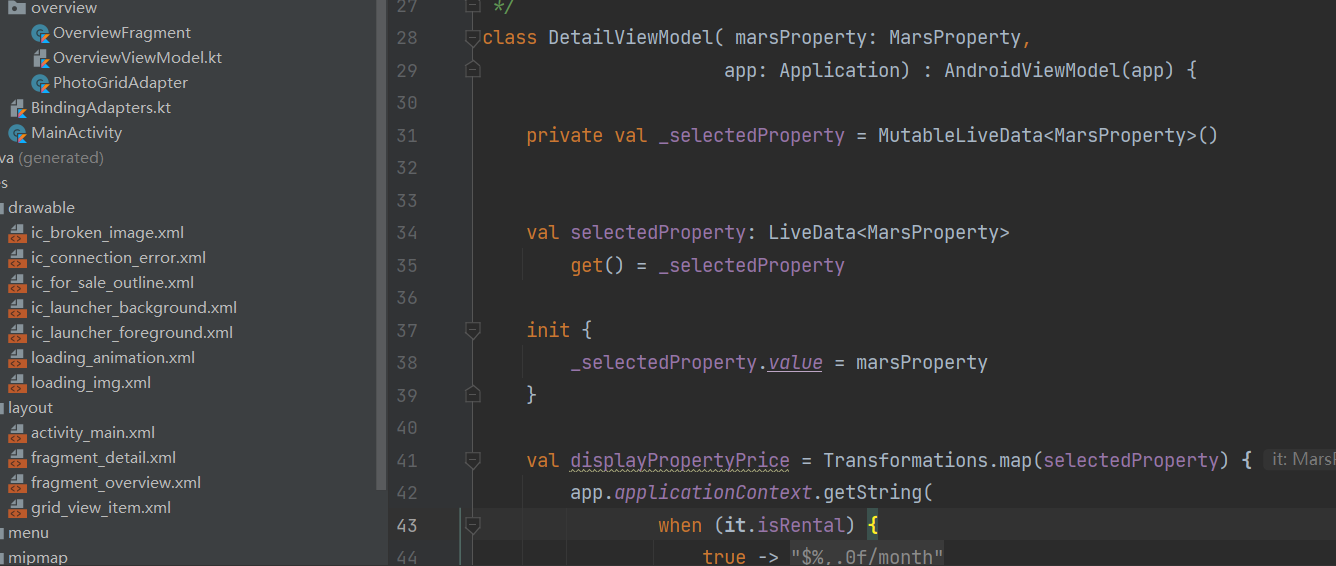 overview
OverviewFragment
OverviewViewModel.kt
PhotoGridAdapter
BindingAdapters.kt
MainActivity
va (generated)
es
drawable
ic_broken_image.xml
ic_connection_error.xml
ic_for_sale_outline.xml
ic_launcher_background.xml
ic_launcher_foreground.xml
loading_animation.xml
loading_img.xml
layout
activity_main.xml
fragment_detail.xml
fragment_overview.xml
grid_view_item.xml
menu
mipmap
27 */
28 class DetailViewModel( marsProperty: MarsProperty,
29 app: Application) : AndroidViewModel(app) {
30
31 private val _selectedProperty = MutableLiveData<MarsProperty>()
32
33
34 val selectedProperty: LiveData<MarsProperty>
35 get() = _selectedProperty
36
37 init {
38 _selectedProperty.value = marsProperty
39 }
40
41 val displayPropertyPrice = Transformations.map(selectedProperty) { it: MarsP
42 app.applicationContext.getString(
43 when (it.isRental) {
44 true -> "$%,.0f/month"